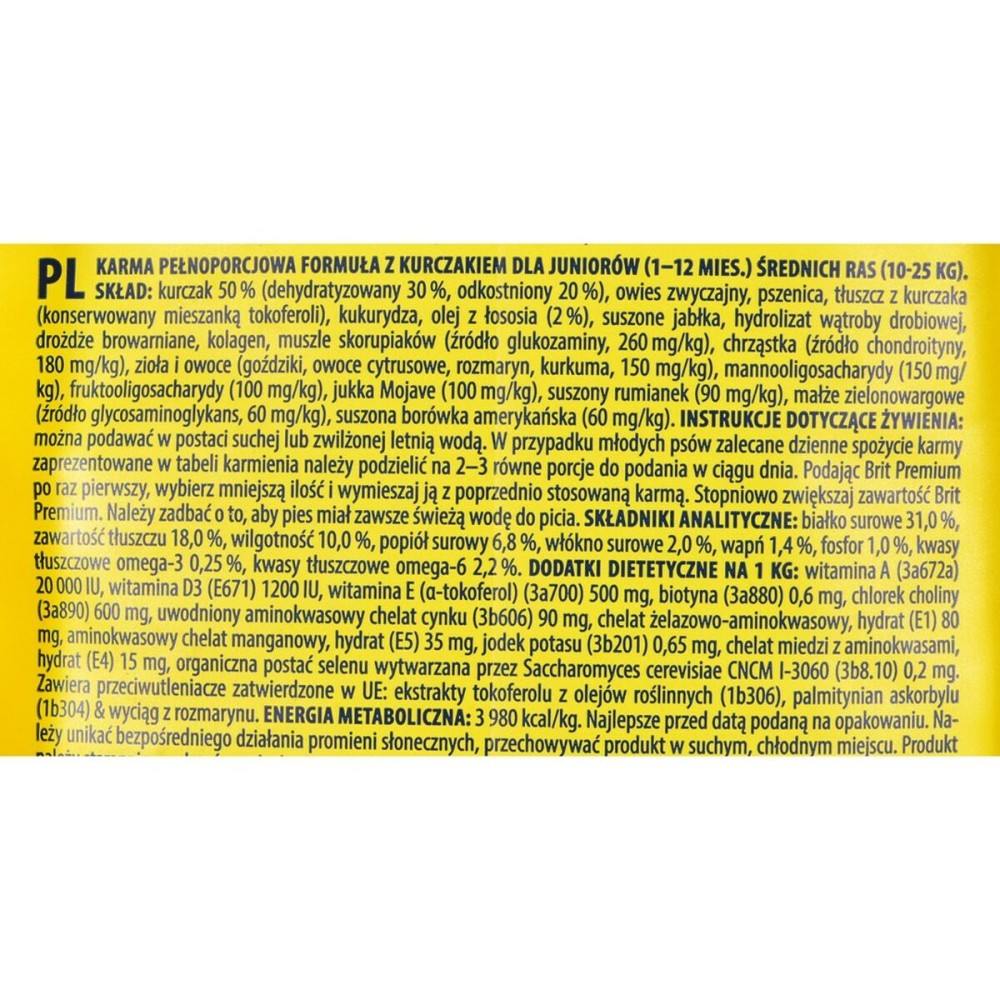 PL KARMA PEŁNOPORCJOWA FORMUŁA Z KURCZAKIEM DLA JUNIORÓW (1–12 MIES.) ŚREDNICH RAS (10-25 KG).
SKŁAD: kurczak 50 % (dehydratyzowany 30 %, odkostniony 20 %), owies zwyczajny, pszenica, tłuszcz z kurczaka
(konserwowany mieszanką tokoferoli), kukurydza, olej z łososia (2 %), suszone jabłka, hydrolizat wątroby drobiowej,
drożdże browarniane, kolagen, muszle skorupiaków (źródło glukozaminy, 260 mg/kg), chrząstka (źródło chondroityny,
180 mg/kg), zioła i owoce (goździki, owoce cytrusowe, rozmaryn, kurkuma, 150 mg/kg), mannooligosacharydy (150 mg/
kg), fruktooligosacharydy (100 mg/kg), jukka Mojave (100 mg/kg), suszony rumianek (90 mg/kg), małże zielonowargowe
(źródło glycosaminoglykans, 60 mg/kg), suszona borówka amerykańska (60 mg/kg). INSTRUKCJE DOTYCZĄCE ŻYWIENIA:
można podawać w postaci suchej lub zwilżonej letnią wodą. W przypadku młodych psów zalecane dzienne spożycie karmy
zaprezentowane w tabeli karmienia należy podzielić na 2–3 równe porcje do podania w ciągu dnia. Podając Brit Premium
po raz pierwszy, wybierz mniejszą ilość i wymieszaj ją z poprzednio stosowaną karmą. Stopniowo zwiększaj zawartość Brit
Premium. Należy zadbać o to, aby pies miał zawsze świeżą wodę do picia. SKŁADNIKI ANALITYCZNE: białko surowe 31,0 %,
zawartość tłuszczu 18,0 %, wilgotność 10,0 %, popiół surowy 6,8 %, włókno surowe 2,0 %, wapń 1,4 %, fosfor 1,0 %, kwasy
tłuszczowe omega-3 0,25 %, kwasy tłuszczowe omega-6 2,2 %. DODATKI DIETETYCZNE NA 1 KG: witamina A (3a672a)
20 000 IU, witamina D3 (E671) 1200 IU, witamina E (α-tokoferol) (3a700) 500 mg, biotyna (3a880) 0,6 mg, chlorek choliny
(3a890) 600 mg, uwodniony aminokwasowy chelat cynku (3b606) 90 mg, chelat żelazowo-aminokwasowy, hydrat (E1) 80
mg, aminokwasowy chelat manganowy, hydrat (E5) 35 mg, jodek potasu (3b201) 0,65 mg, chelat miedzi z aminokwasami,
hydrat (E4) 15 mg, organiczna postać selenu wytwarzana przez Saccharomyces cerevisiae CNCM I-3060 (3b8.10) 0,2 mg.
Zawiera przeciwutleniacze zatwierdzone w UE: ekstrakty tokoferolu z olejów roślinnych (1b306), palmitynian askorbylu
(1b304) & wyciąg z rozmarynu. ENERGIA METABOLICZNA: 3 980 kcal/kg. Najlepsze przed datą podaną na opakowaniu. Na-
leży unikać bezpośredniego działania promieni słonecznych, przechowywać produkt w suchym, chłodnym miejscu. Produkt